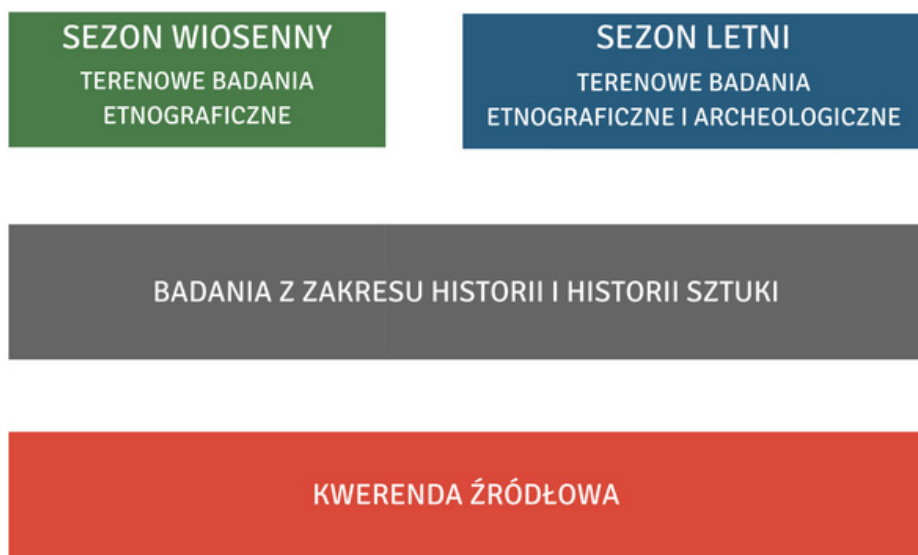 SEZON WIOSENNY
TERENOWE BADANIA
ETNOGRAFICZNE
SEZON LETNI
TERENOWE BADANIA
ETNOGRAFICZNE I ARCHEOLOGICZNE
BADANIA Z ZAKRESU HISTORII I HISTORII SZTUKI
KWERENDA ŹRÓDŁOWA